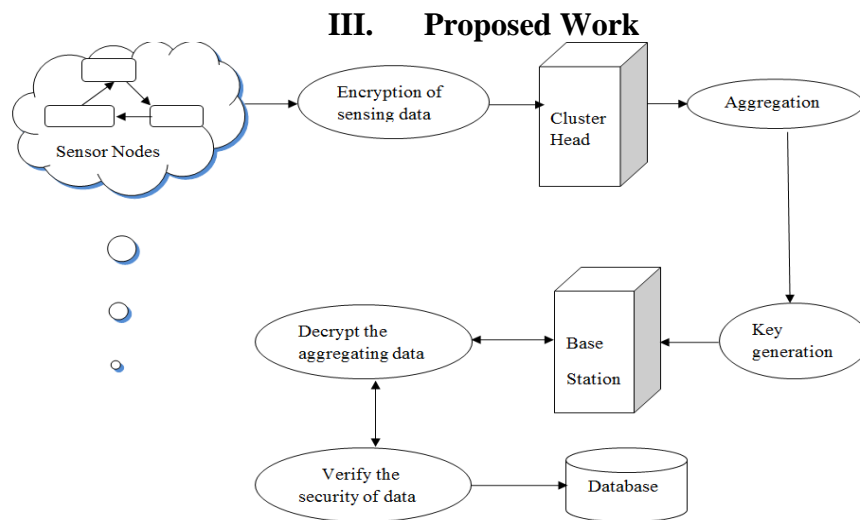 III. Proposed Work
Sensor Nodes
Encryption of
sensing data
Cluster
Head
Aggregation
Key
generation
Base
Station
Decrypt the
aggregating data
Verify the
security of data
Database